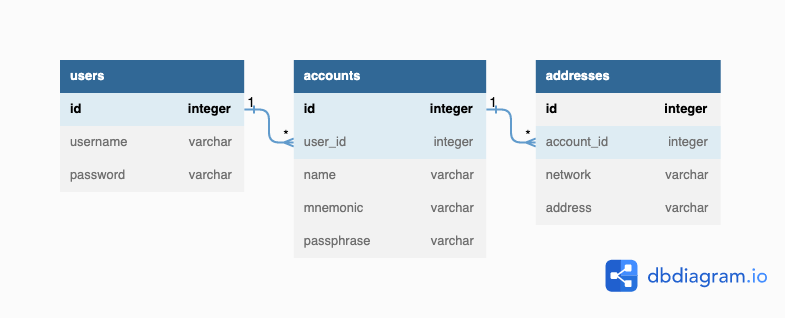 users
id integer
username varchar
password varchar
1
*
accounts
id integer
user_id integer
name varchar
mnemonic varchar
passphrase varchar
1
*
addresses
id integer
account_id integer
network varchar
address varchar
dbdiagram.io